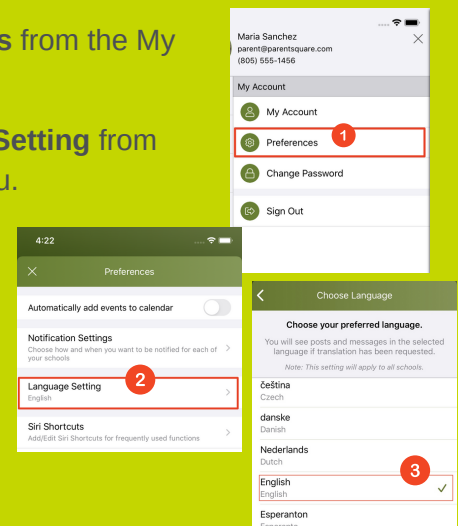 s from the My
Setting from
u.
Maria Sanchez
parent@parentsquare.com
(805) 555-1456
My Account
My Account
Preferences
1
Change Password
Sign Out
4:22
Preferences
Automatically add events to calendar
Notification Settings
Choose how and when you want to be notified for each of
your schools
Language Setting
2
English
Siri Shortcuts
Add/Edit Siri Shortcuts for frequently used functions
Choose Language
Choose your preferred language.
You will see posts and messages in the selected
language if translation has been requested.
Note: This setting will apply to all schools.
čeština
Czech
danske
Danish
Nederlands
Dutch
3
English
English
Esperanton
Esperanto